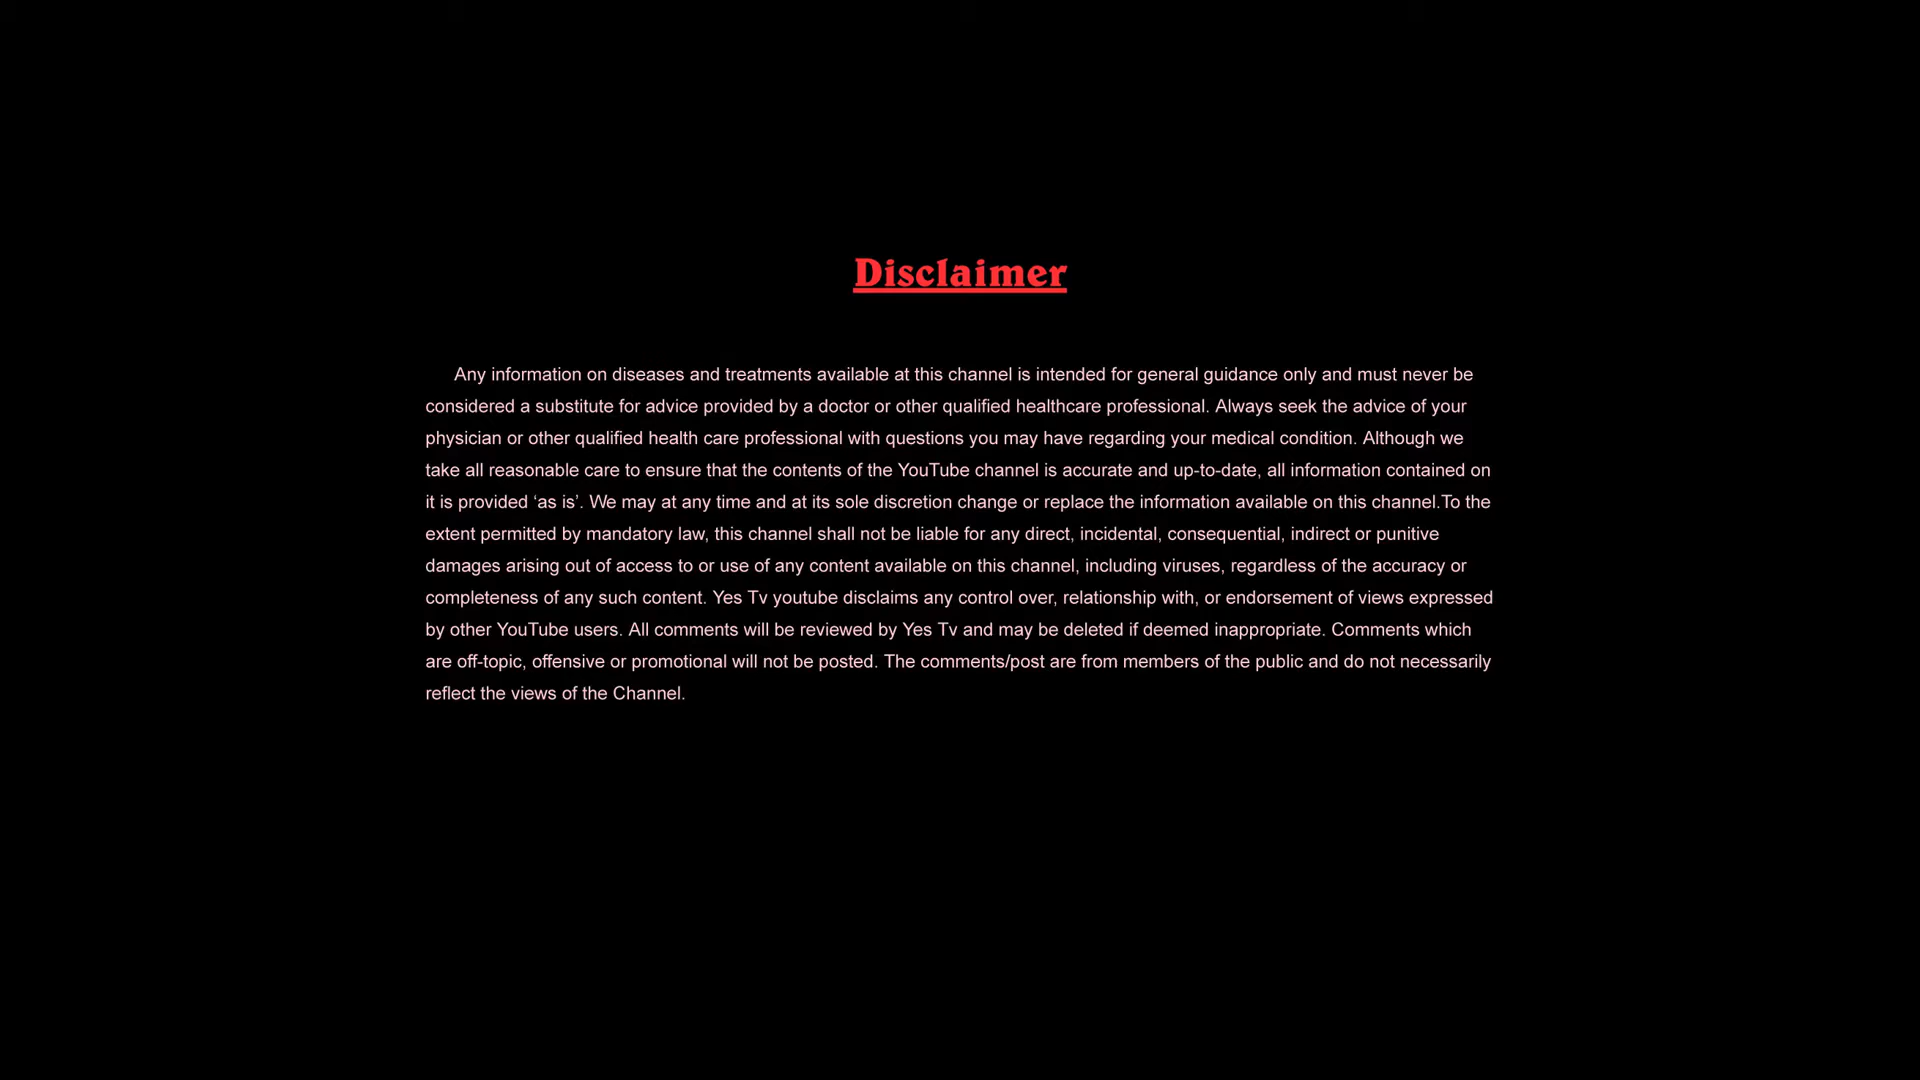 Disclaimer
Any information on diseases and treatments available at this channel is intended for general guidance only and must never be
considered a substitute for advice provided by a doctor or other qualified healthcare professional. Always seek the advice of your
physician or other qualified health care professional with questions you may have regarding your medical condition. Although we
take all reasonable care to ensure that the contents of the YouTube channel is accurate and up-to-date, all information contained on
it is provided ‘as is’. We may at any time and at its sole discretion change or replace the information available on this channel.To the
extent permitted by mandatory law, this channel shall not be liable for any direct, incidental, consequential, indirect or punitive
damages arising out of access to or use of any content available on this channel, including viruses, regardless of the accuracy or
completeness of any such content. Yes Tv youtube disclaims any control over, relationship with, or endorsement of views expressed
by other YouTube users. All comments will be reviewed by Yes Tv and may be deleted if deemed inappropriate. Comments which
are off-topic, offensive or promotional will not be posted. The comments/post are from members of the public and do not necessarily
reflect the views of the Channel.